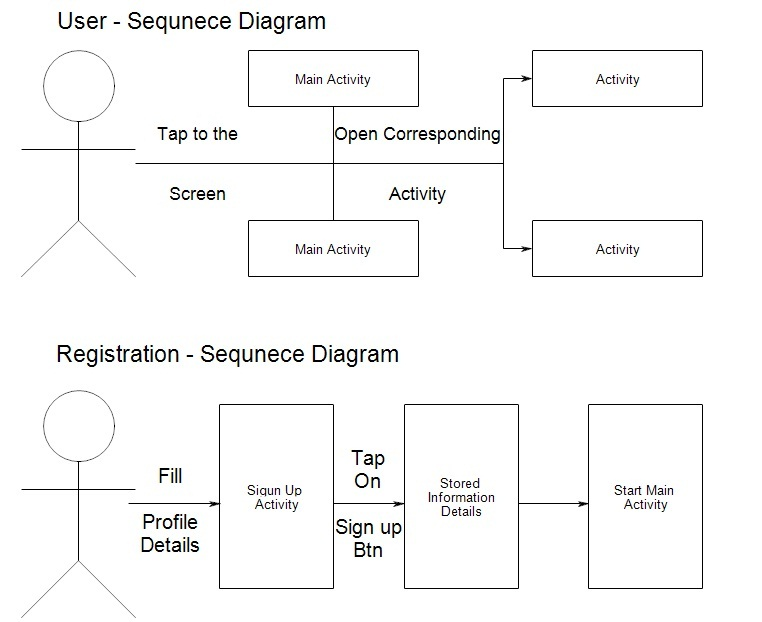 User - Sequnece Diagram
Main Activity
Activity
Tap to the
Open Corresponding
Screen
Activity
Main Activity
Activity
Registration - Sequnece Diagram
Fill
Profile
Details
Siqun Up
Activity
Tap
On
Sign up
Btn
Stored
Information
Details
Start Main
Activity